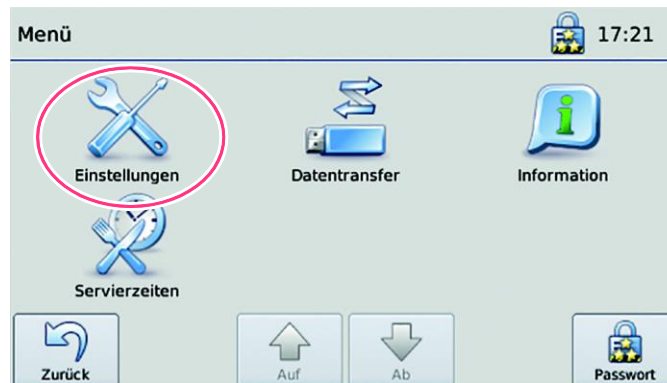 Menü 17:21
Einstellungen Datentransfer Information
Servierzeiten
Zurück Auf Ab Passwort